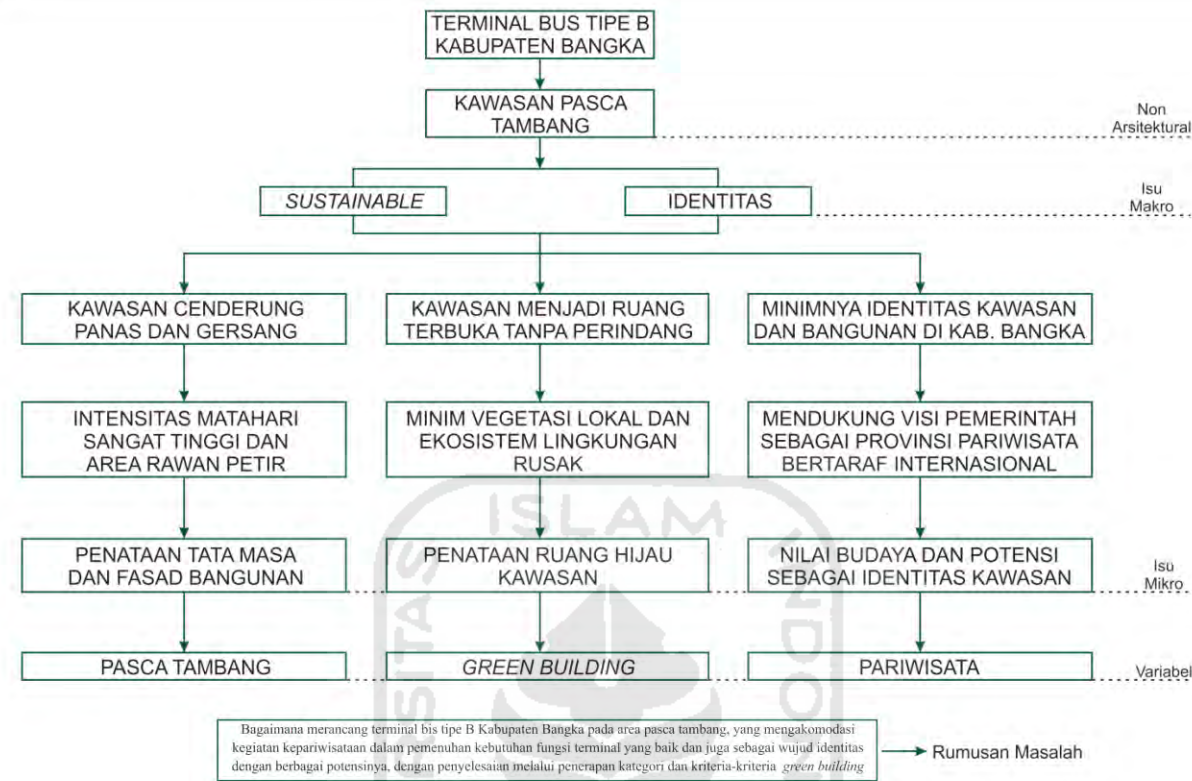 TERMINAL BUS TIPE B
KABUPATEN BANGKA
KAWASAN PASCA
TAMBANG
Non
Arsitektural
SUSTAINABLE
IDENTITAS
Isu
Makro
KAWASAN CENDERUNG
PANAS DAN GERSANG
KAWASAN MENJADI RUANG
TERBUKA TANPA PERINDANG
MINIMNYA IDENTITAS KAWASAN
DAN BANGUNAN DI KAB. BANGKA
INTENSITAS MATAHARI
SANGAT TINGGI DAN
AREA RAWAN PETIR
MINIM VEGETASI LOKAL DAN
EKOSISTEM LINGKUNGAN
RUSAK
MENDUKUNG VISI PEMERINTAH
SEBAGAI PROVINSI PARIWISATA
BERTARAF INTERNASIONAL
PENATAAN TATA MASA
DAN FASAD BANGUNAN
PENATAAN RUANG HIJAU
KAWASAN
NILAI BUDAYA DAN POTENSI
SEBAGAI IDENTITAS KAWASAN
Isu
Mikro
PASCA TAMBANG
GREEN BUILDING
PARIWISATA
Variabel
Bagaimana merancang terminal bis tipe B Kabupaten Bangka pada area pasca tambang, yang mengakomodasi
kegiatan kepariwisataan dalam pemenuhan kebutuhan fungsi terminal yang baik dan juga sebagai wujud identitas
dengan berbagai potensinya, dengan penyelesaian melalui penerapan kategori dan kriteria-kriteria green building
Rumusan Masalah
ISLAM